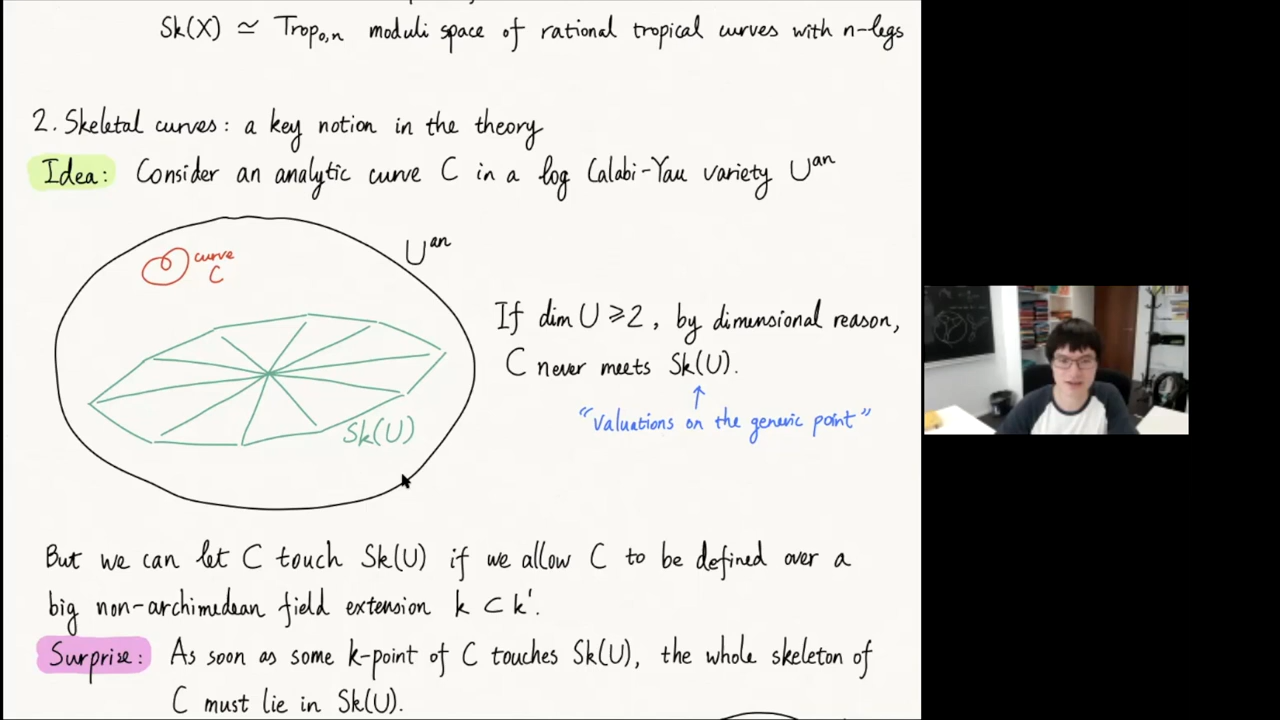 Sk(X) ≃ Trop₀,ₙ moduli space of rational tropical curves with n-legs
2. Skeletal curves: a key notion in the theory
Idea: Consider an analytic curve C in a log Calabi-Yau variety Uᵃⁿ
curve
C
Uᵃⁿ
Sk(U)
If dim U ≥ 2, by dimensional reason,
C never meets Sk(U).
↑
"Valuations on the generic point"
But we can let C touch Sk(U) if we allow C to be defined over a
big non-archimedean field extension k ⊂ k'.
Surprise: As soon as some k-point of C touches Sk(U), the whole skeleton of
C must lie in Sk(U).